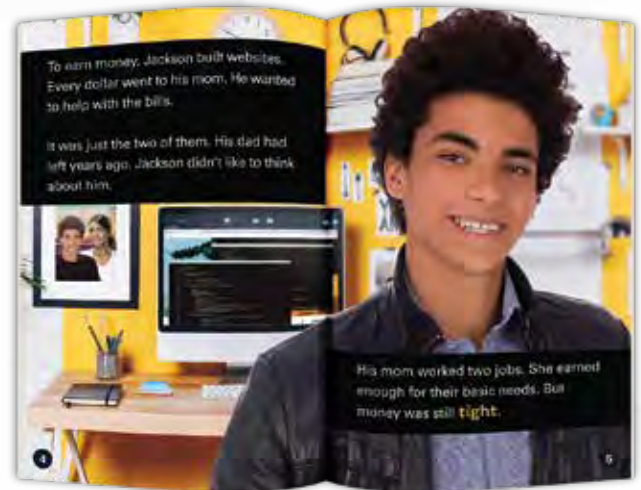 To earn money, Jackson built websites.
Every dollar went to his mom. He wanted
to help with the bills.
It was just the two of them. His dad had
left years ago. Jackson didn't like to think
about him.
His mom worked two jobs. She earned
enough for their basic needs. But
money was still tight.
4
5